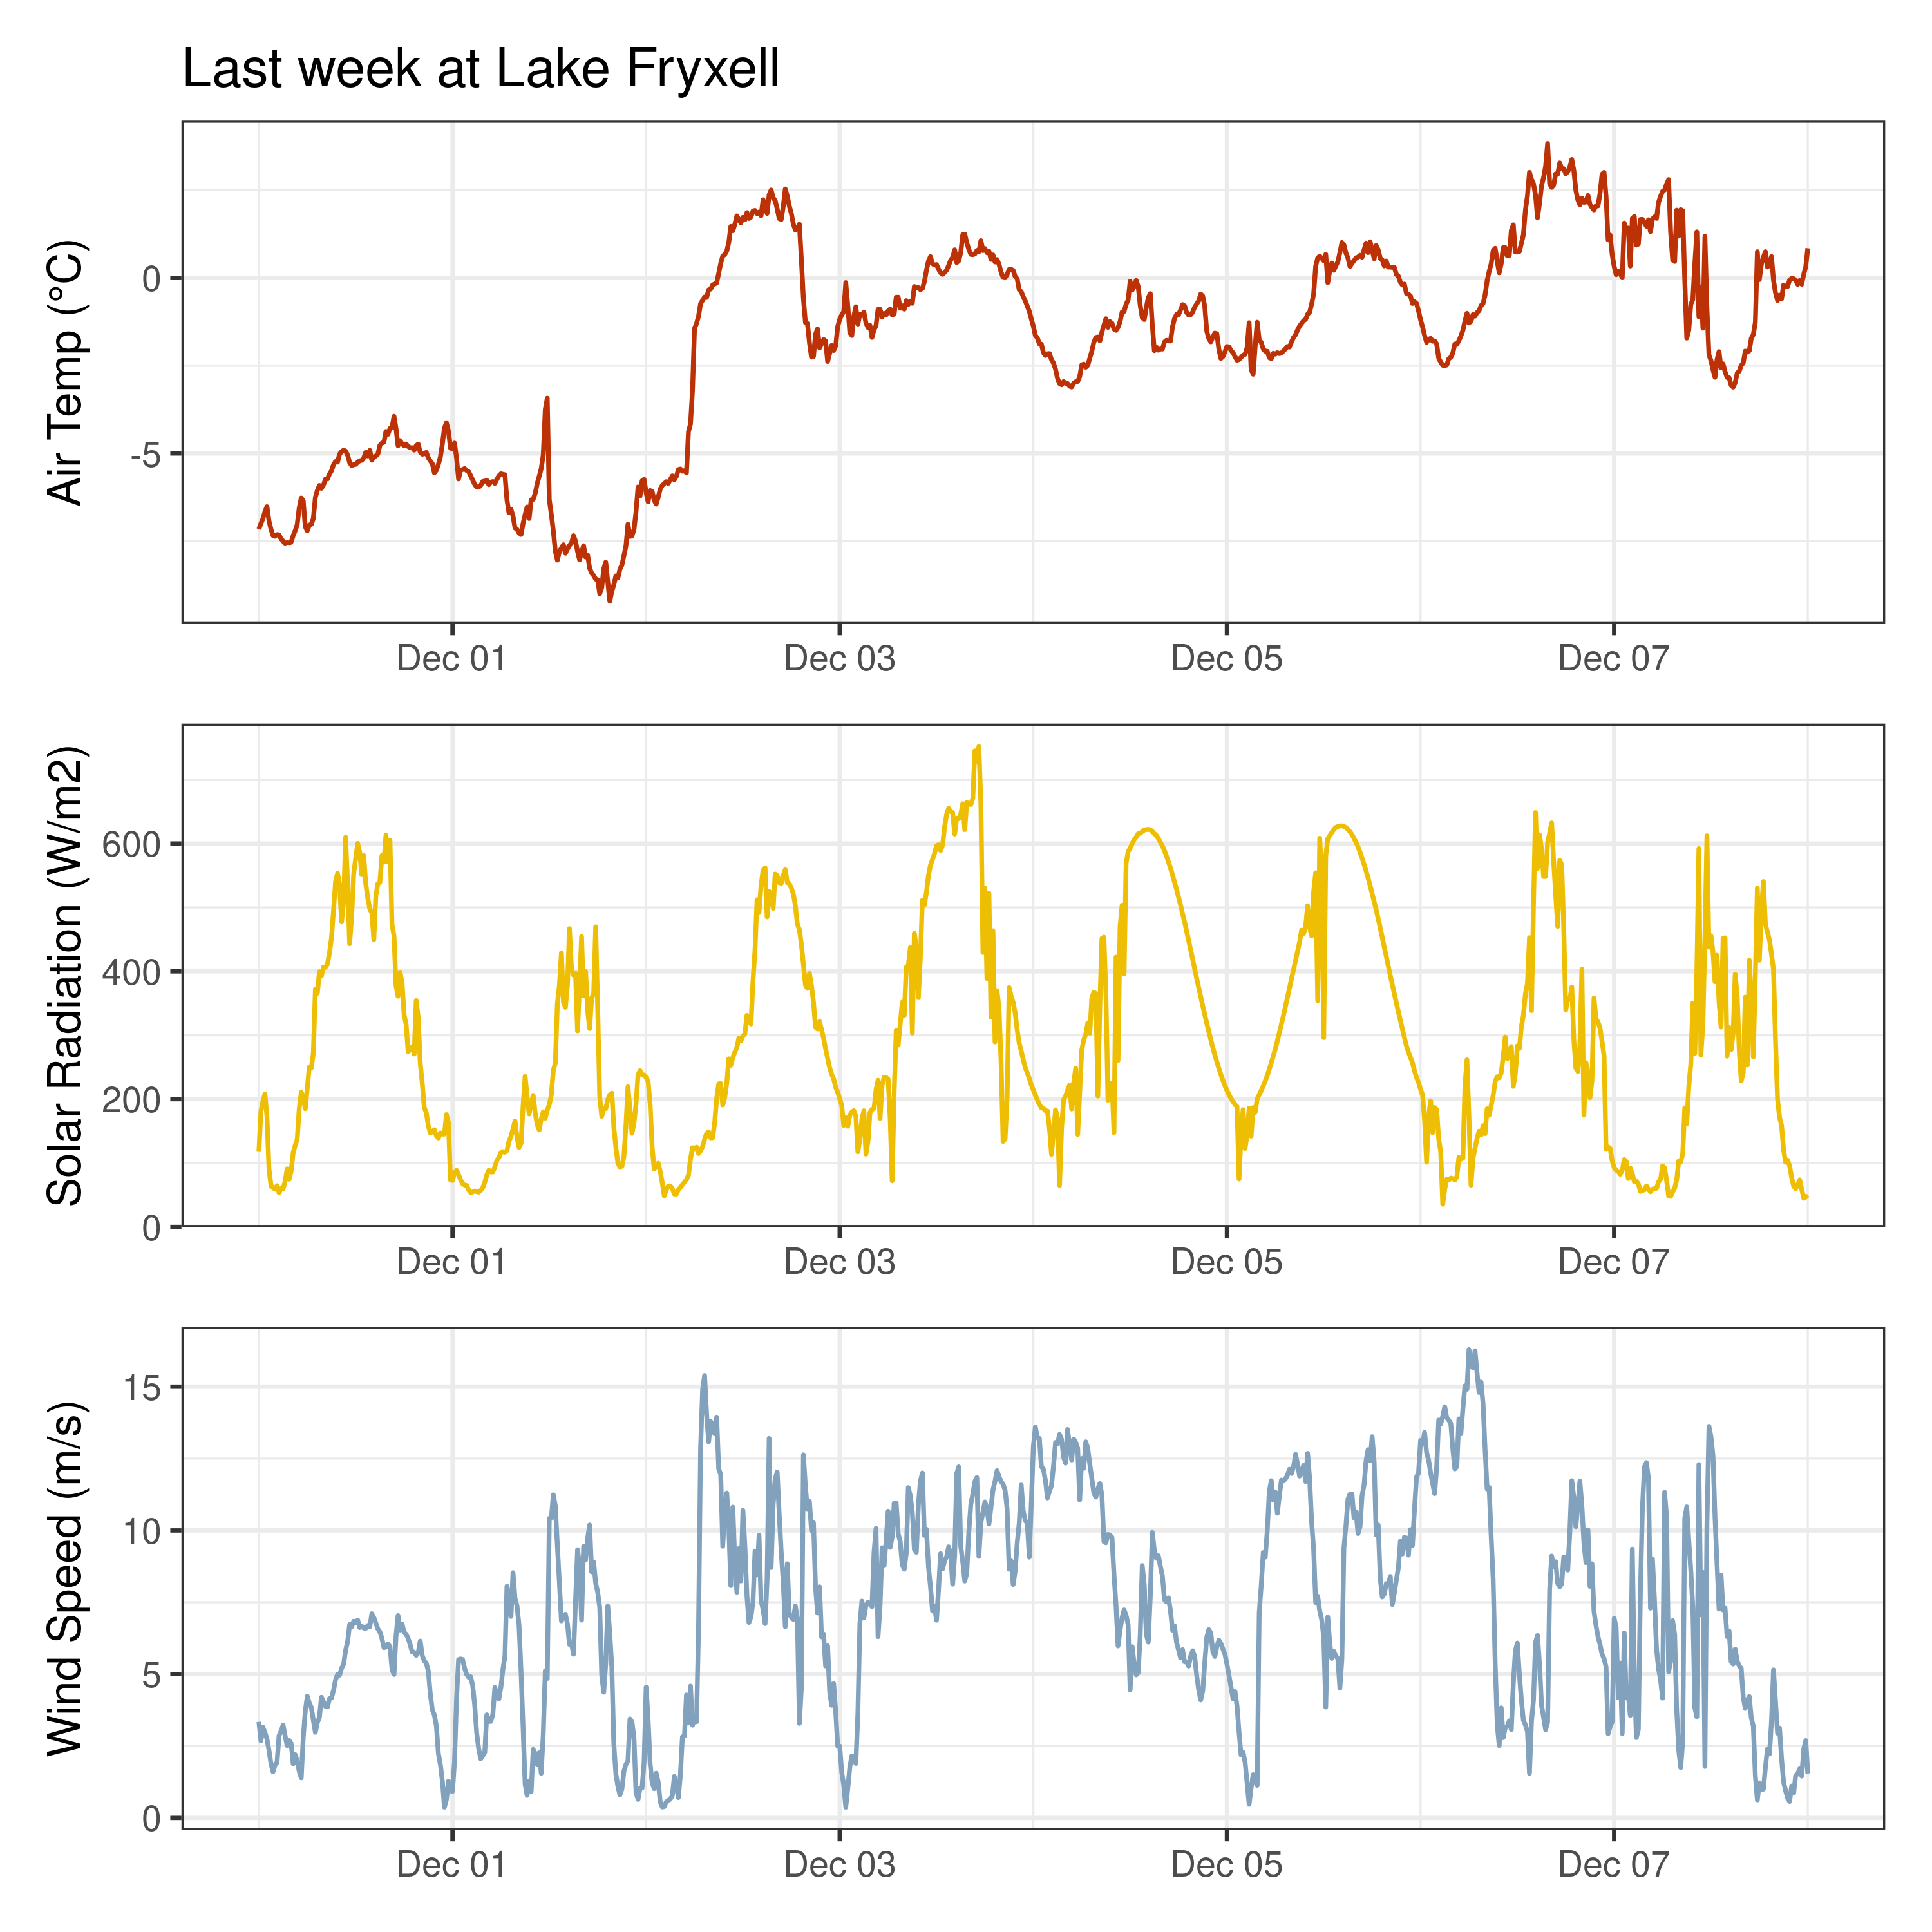 Last week at Lake Fryxell
Air Temp (°C)
0
-5
Dec 01 Dec 03 Dec 05 Dec 07
Solar Radiation (W/m2)
600
400
200
0
Dec 01 Dec 03 Dec 05 Dec 07
Wind Speed (m/s)
15
10
5
0
Dec 01 Dec 03 Dec 05 Dec 07